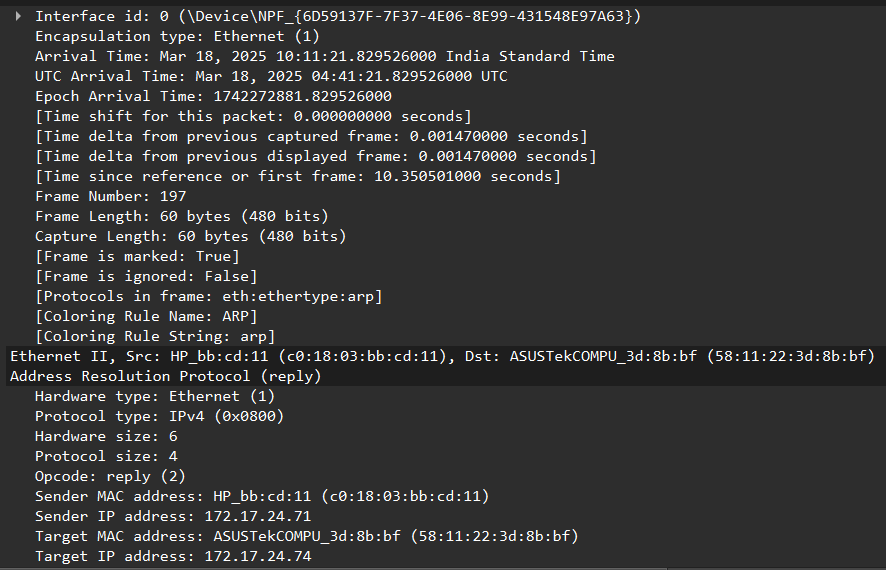 Interface id: 0 (\Device\NPF_{6D59137F-7F37-4E06-8E99-431548E97A63})
Encapsulation type: Ethernet (1)
Arrival Time: Mar 18, 2025 10:11:21.829526000 India Standard Time
UTC Arrival Time: Mar 18, 2025 04:41:21.829526000 UTC
Epoch Arrival Time: 1742272881.829526000
[Time shift for this packet: 0.000000000 seconds]
[Time delta from previous captured frame: 0.001470000 seconds]
[Time delta from previous displayed frame: 0.001470000 seconds]
[Time since reference or first frame: 10.350501000 seconds]
Frame Number: 197
Frame Length: 60 bytes (480 bits)
Capture Length: 60 bytes (480 bits)
[Frame is marked: True]
[Frame is ignored: False]
[Protocols in frame: eth:ethertype:arp]
[Coloring Rule Name: ARP]
[Coloring Rule String: arp]
Ethernet II, Src: HP_bb:cd:11 (c0:18:03:bb:cd:11), Dst: ASUSTekCOMPU_3d:8b:bf (58:11:22:3d:8b:bf)
Address Resolution Protocol (reply)
Hardware type: Ethernet (1)
Protocol type: IPv4 (0x0800)
Hardware size: 6
Protocol size: 4
Opcode: reply (2)
Sender MAC address: HP_bb:cd:11 (c0:18:03:bb:cd:11)
Sender IP address: 172.17.24.71
Target MAC address: ASUSTekCOMPU_3d:8b:bf (58:11:22:3d:8b:bf)
Target IP address: 172.17.24.74